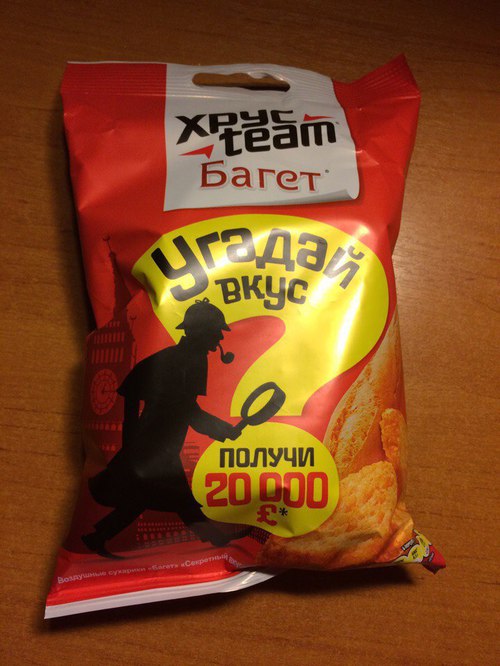 ХРУС
team
Багет
Угадай
ВКУС
?
ПОЛУЧИ
20 000
£*
Воздушные сухарики «Багет» «Секретный